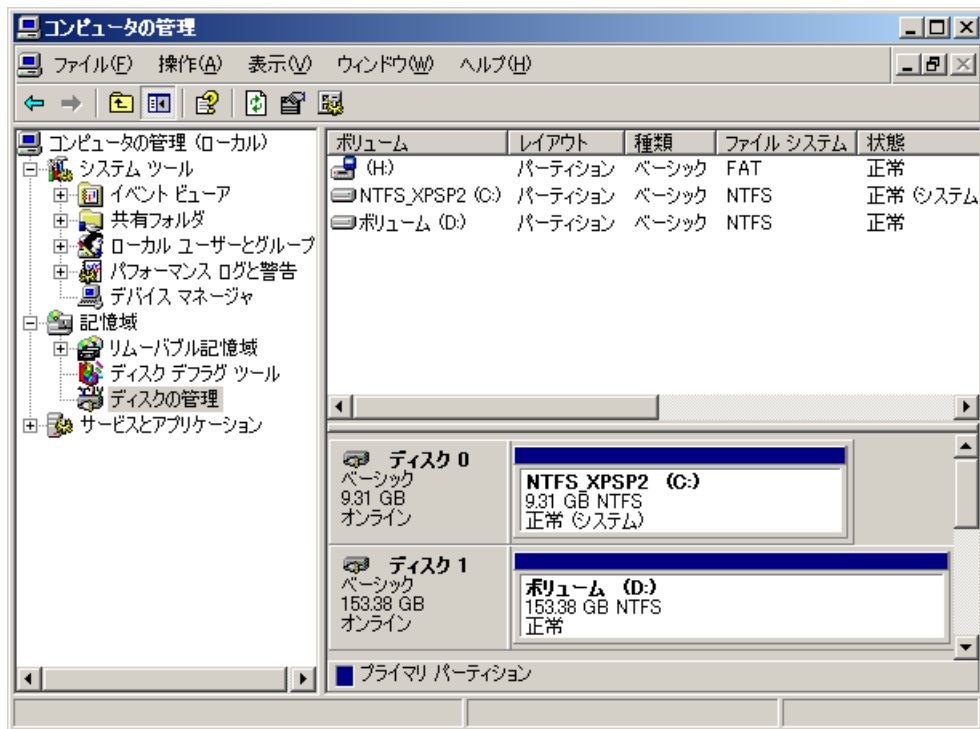 コンピュータの管理
ファイル(F) 操作(A) 表示(V) ウィンドウ(W) ヘルプ(H)
コンピュータの管理 (ローカル)
システム ツール
イベント ビューア
共有フォルダ
ローカル ユーザーとグループ
パフォーマンス ログと警告
デバイス マネージャ
記憶域
リムーバブル記憶域
ディスク デフラグ ツール
ディスクの管理
サービスとアプリケーション
ボリューム レイアウト 種類 ファイル システム 状態
(H:) パーティション ベーシック FAT 正常
NTFS_XPSP2 (C:) パーティション ベーシック NTFS 正常 (システム
ボリューム (D:) パーティション ベーシック NTFS 正常
ディスク 0
ベーシック
9.31 GB
オンライン
NTFS_XPSP2 (C:)
9.31 GB NTFS
正常 (システム)
ディスク 1
ベーシック
153.38 GB
オンライン
ボリューム (D:)
153.38 GB NTFS
正常
プライマリ パーティション